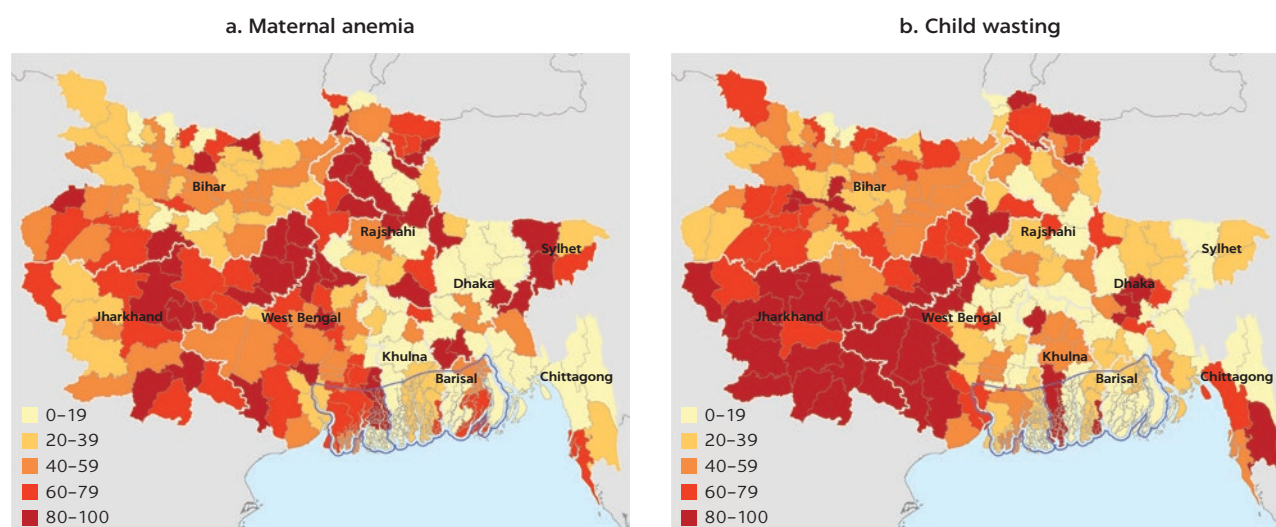 a. Maternal anemia
Bihar
Rajshahi
Sylhet
Dhaka
Jharkhand
West Bengal
Khulna
Barisal
Chittagong
0–19
20–39
40–59
60–79
80–100
b. Child wasting
Bihar
Rajshahi
Sylhet
Dhaka
Jharkhand
West Bengal
Khulna
Barisal
Chittagong
0–19
20–39
40–59
60–79
80–100